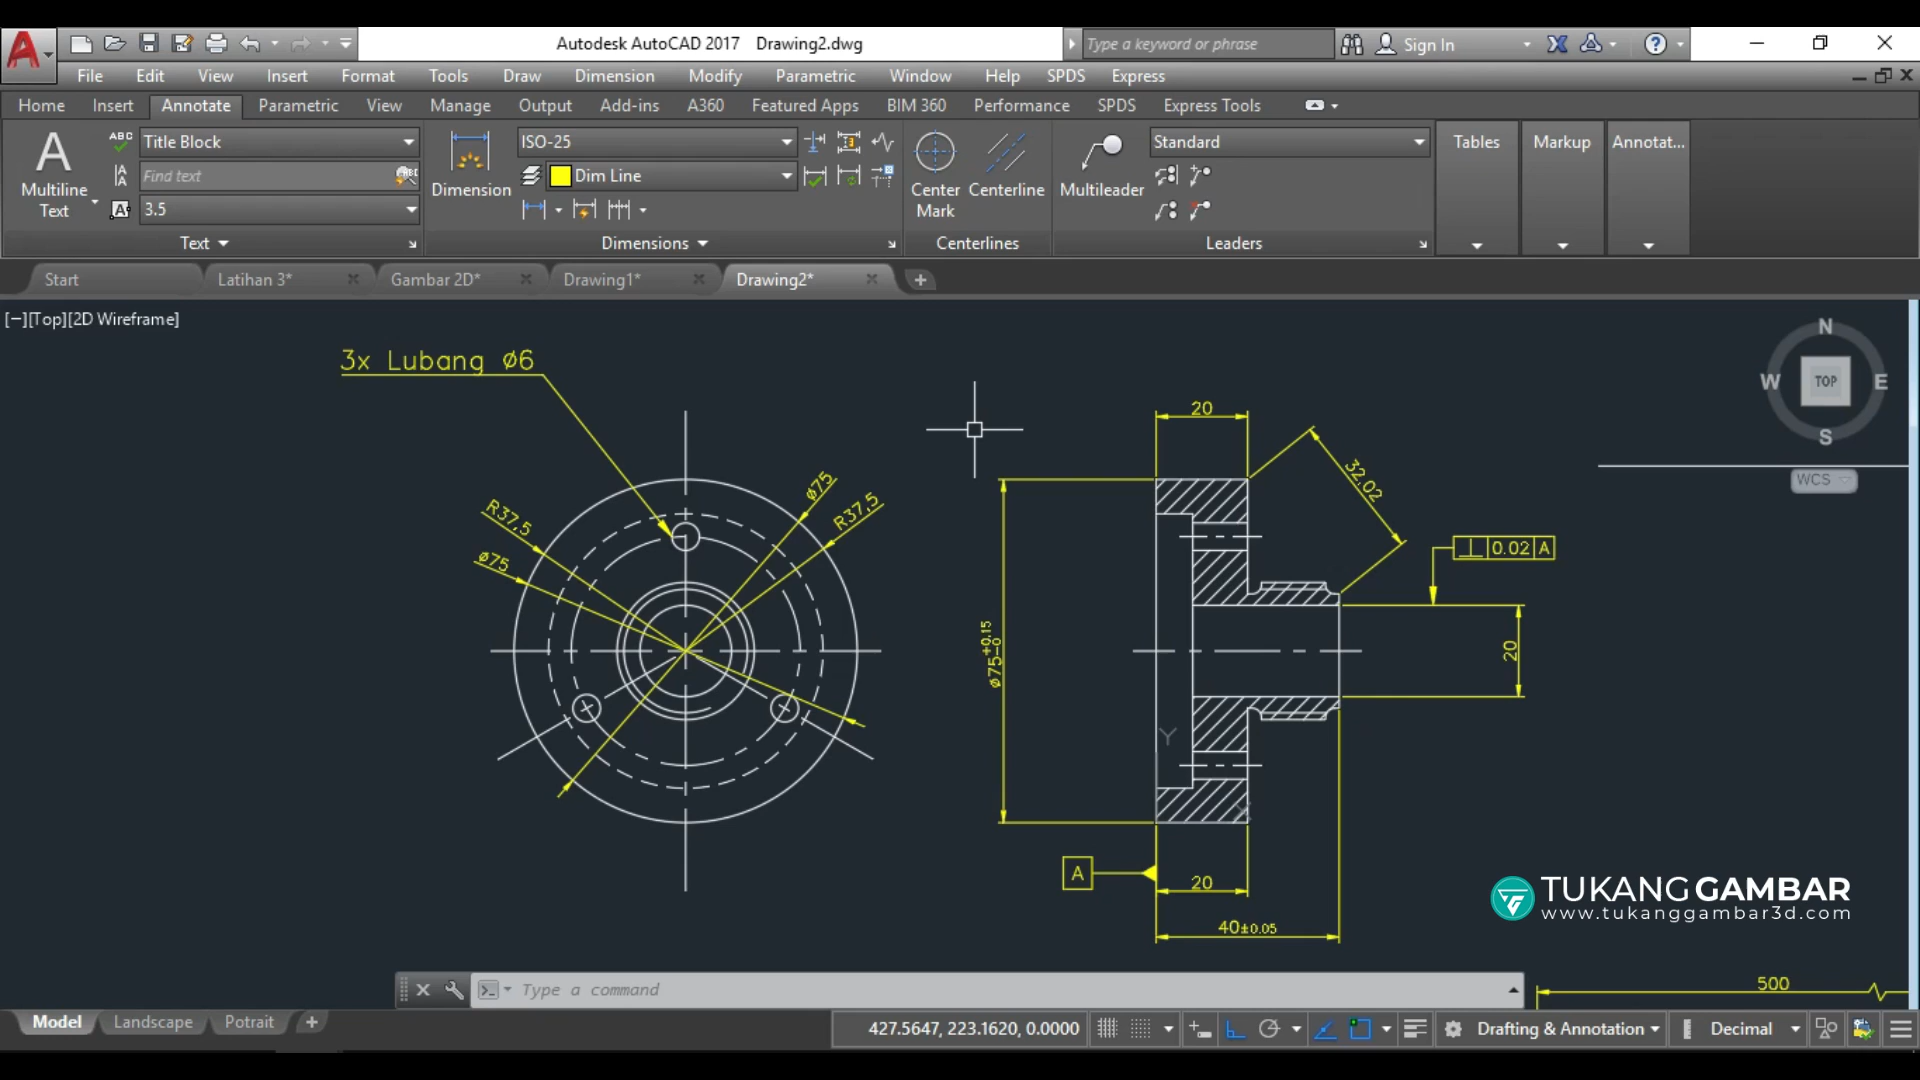 Autodesk AutoCAD 2017 Drawing2.dwg
Type a keyword or phrase
Sign In
File Edit View Insert Format Tools Draw Dimension Modify Parametric Window Help SPDS Express
Home Insert Annotate Parametric View Manage Output Add-ins A360 Featured Apps BIM 360 Performance SPDS Express Tools
Multiline
Text
ABC
Title Block
Find text
3.5
Text
Dimension
ISO-25
Dim Line
Dimensions
Center
Mark
Centerline
Centerlines
Multileader
Standard
Leaders
Tables
Markup
Annotat...
Start Latihan 3* Gambar 2D* Drawing1* Drawing2*
[−][Top][2D Wireframe]
N
W TOP E
S
WCS
3x Lubang ø6
R37,5
ø75
ø75
R37,5
20
32.02
⊥ 0.02 A
ø75 +0.15 -0
20
Y
X
A
20
40±0.05
TUKANG GAMBAR
www.tukanggambar3d.com
500
Type a command
Model Landscape Potrait
427.5647, 223.1620, 0.0000
Drafting & Annotation
Decimal